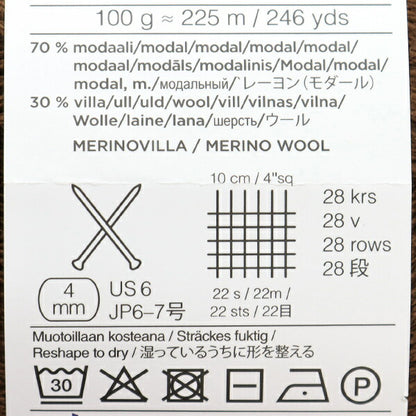 100 g ≈ 225 m / 246 yds
70 % modaali/modal/modal/modal/modal/
modaal/modāls/modalinis/Modal/modal/
modal, m./модальный/レーヨン（モダール）
30 % villa/ull/uld/wool/vill/vilnas/vilna/
Wolle/laine/lana/шерсть/ウール
MERINOVILLA / MERINO WOOL
10 cm / 4"sq
28 krs
28 v
28 rows
28 段
4 mm
US 6
JP6–7号
22 s / 22m /
22 sts / 22目
Muotoillaan kosteana / Sträckes fuktig /
Reshape to dry / 湿っているうちに形を整える
30
P